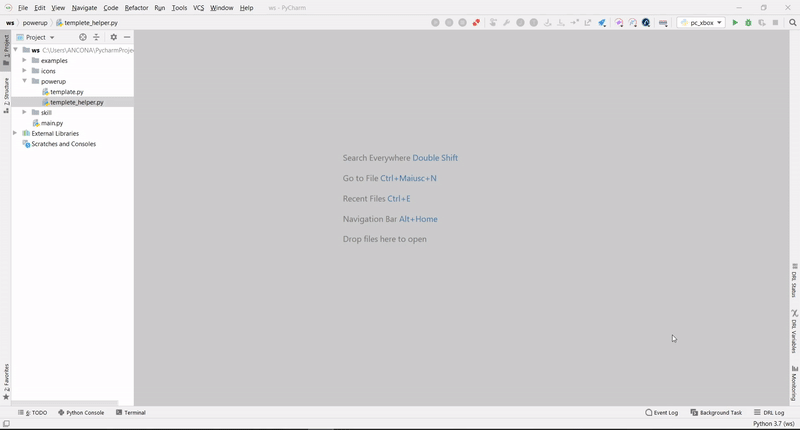 File Edit View Navigate Code Refactor Run Tools VCS Window Help ws - PyCharm
ws powerup templete_helper.py pc_xbox
1: Project
Project
ws C:\Users\ANCONA\PycharmProje
examples
icons
powerup
template.py
templete_helper.py
skill
main.py
External Libraries
Scratches and Consoles
7: Structure
2: Favorites
Search Everywhere Double Shift
Go to File Ctrl+Maiusc+N
Recent Files Ctrl+E
Navigation Bar Alt+Home
Drop files here to open
DRL Status
DRL Variables
Monitoring
6: TODO Python Console Terminal Event Log Background Task DRL Log
Python 3.7 (ws)